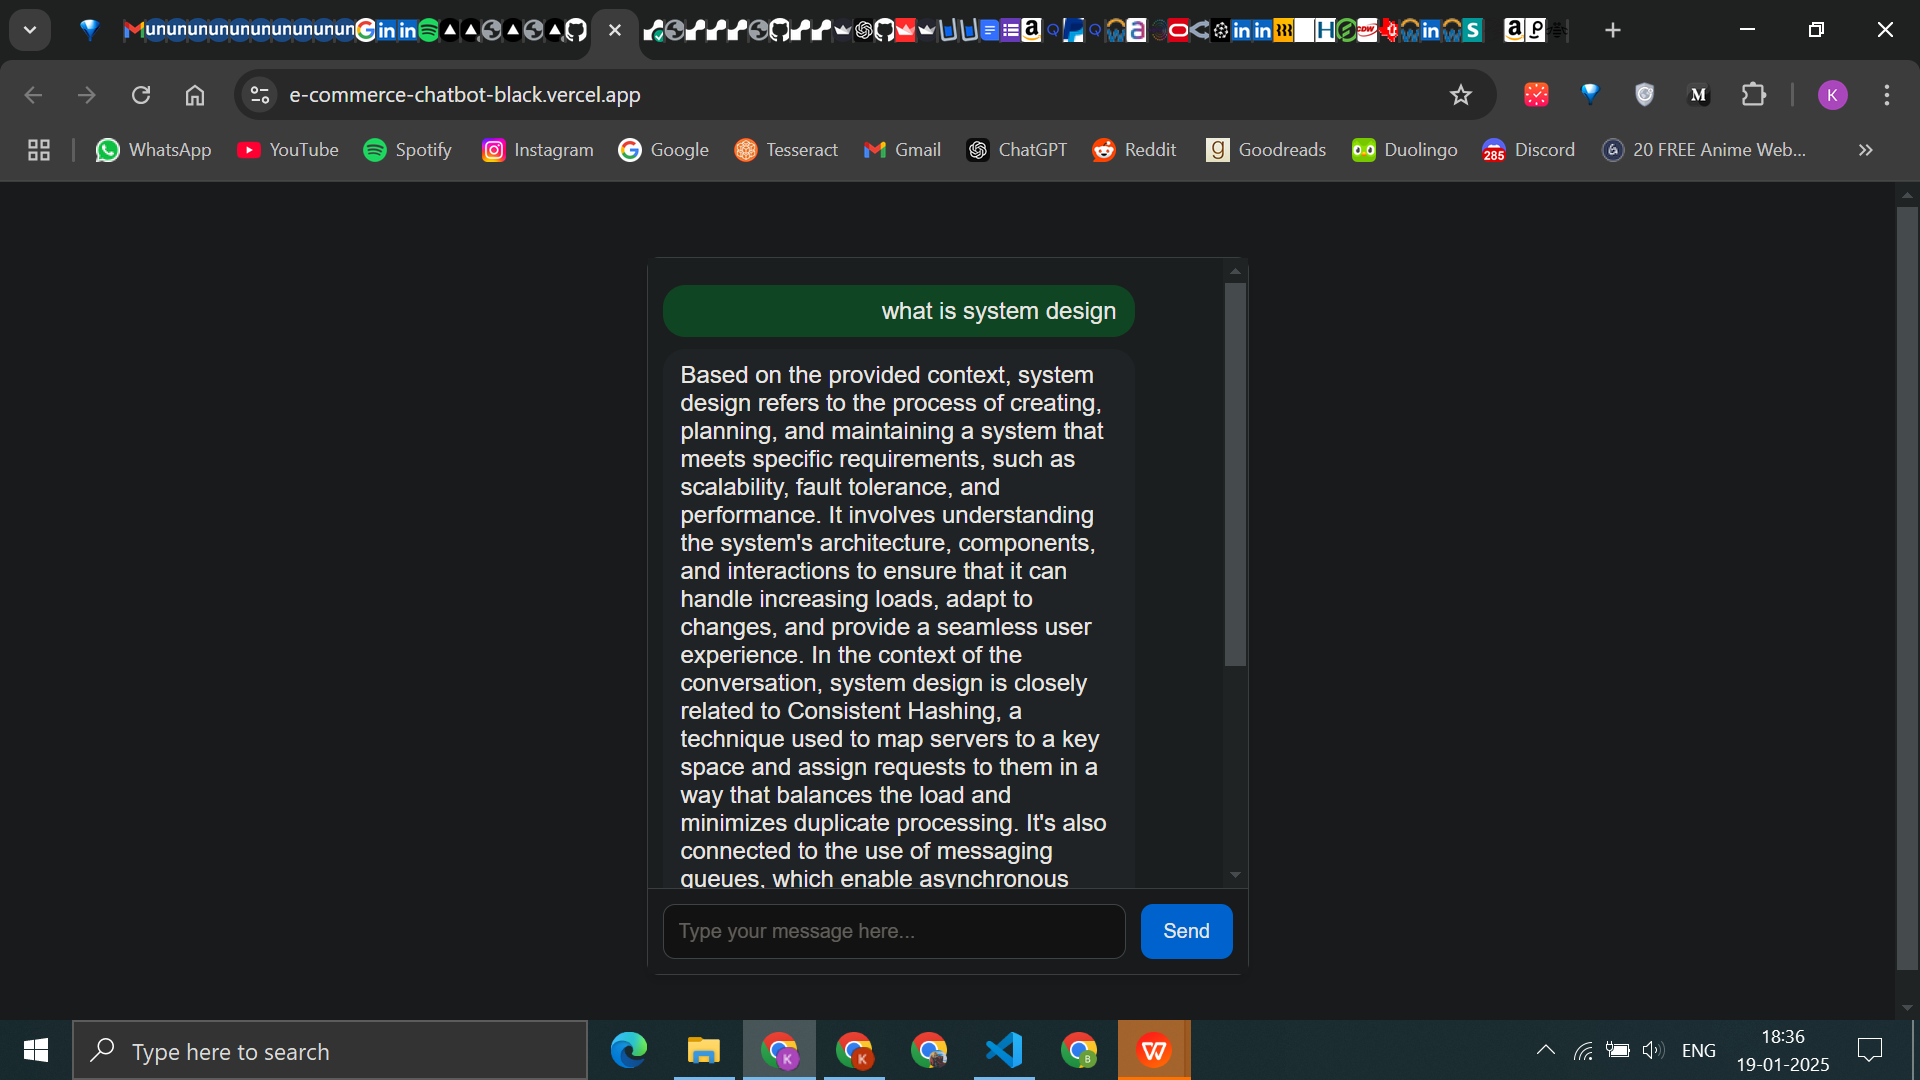 e-commerce-chatbot-black.vercel.app
K
WhatsApp
YouTube
Spotify
Instagram
Google
Tesseract
Gmail
ChatGPT
Reddit
Goodreads
Duolingo
285
Discord
20 FREE Anime Web...
what is system design
Based on the provided context, system
design refers to the process of creating,
planning, and maintaining a system that
meets specific requirements, such as
scalability, fault tolerance, and
performance. It involves understanding
the system's architecture, components,
and interactions to ensure that it can
handle increasing loads, adapt to
changes, and provide a seamless user
experience. In the context of the
conversation, system design is closely
related to Consistent Hashing, a
technique used to map servers to a key
space and assign requests to them in a
way that balances the load and
minimizes duplicate processing. It's also
connected to the use of messaging
queues, which enable asynchronous
Type your message here...
Send
Type here to search
ENG
18:36
19-01-2025